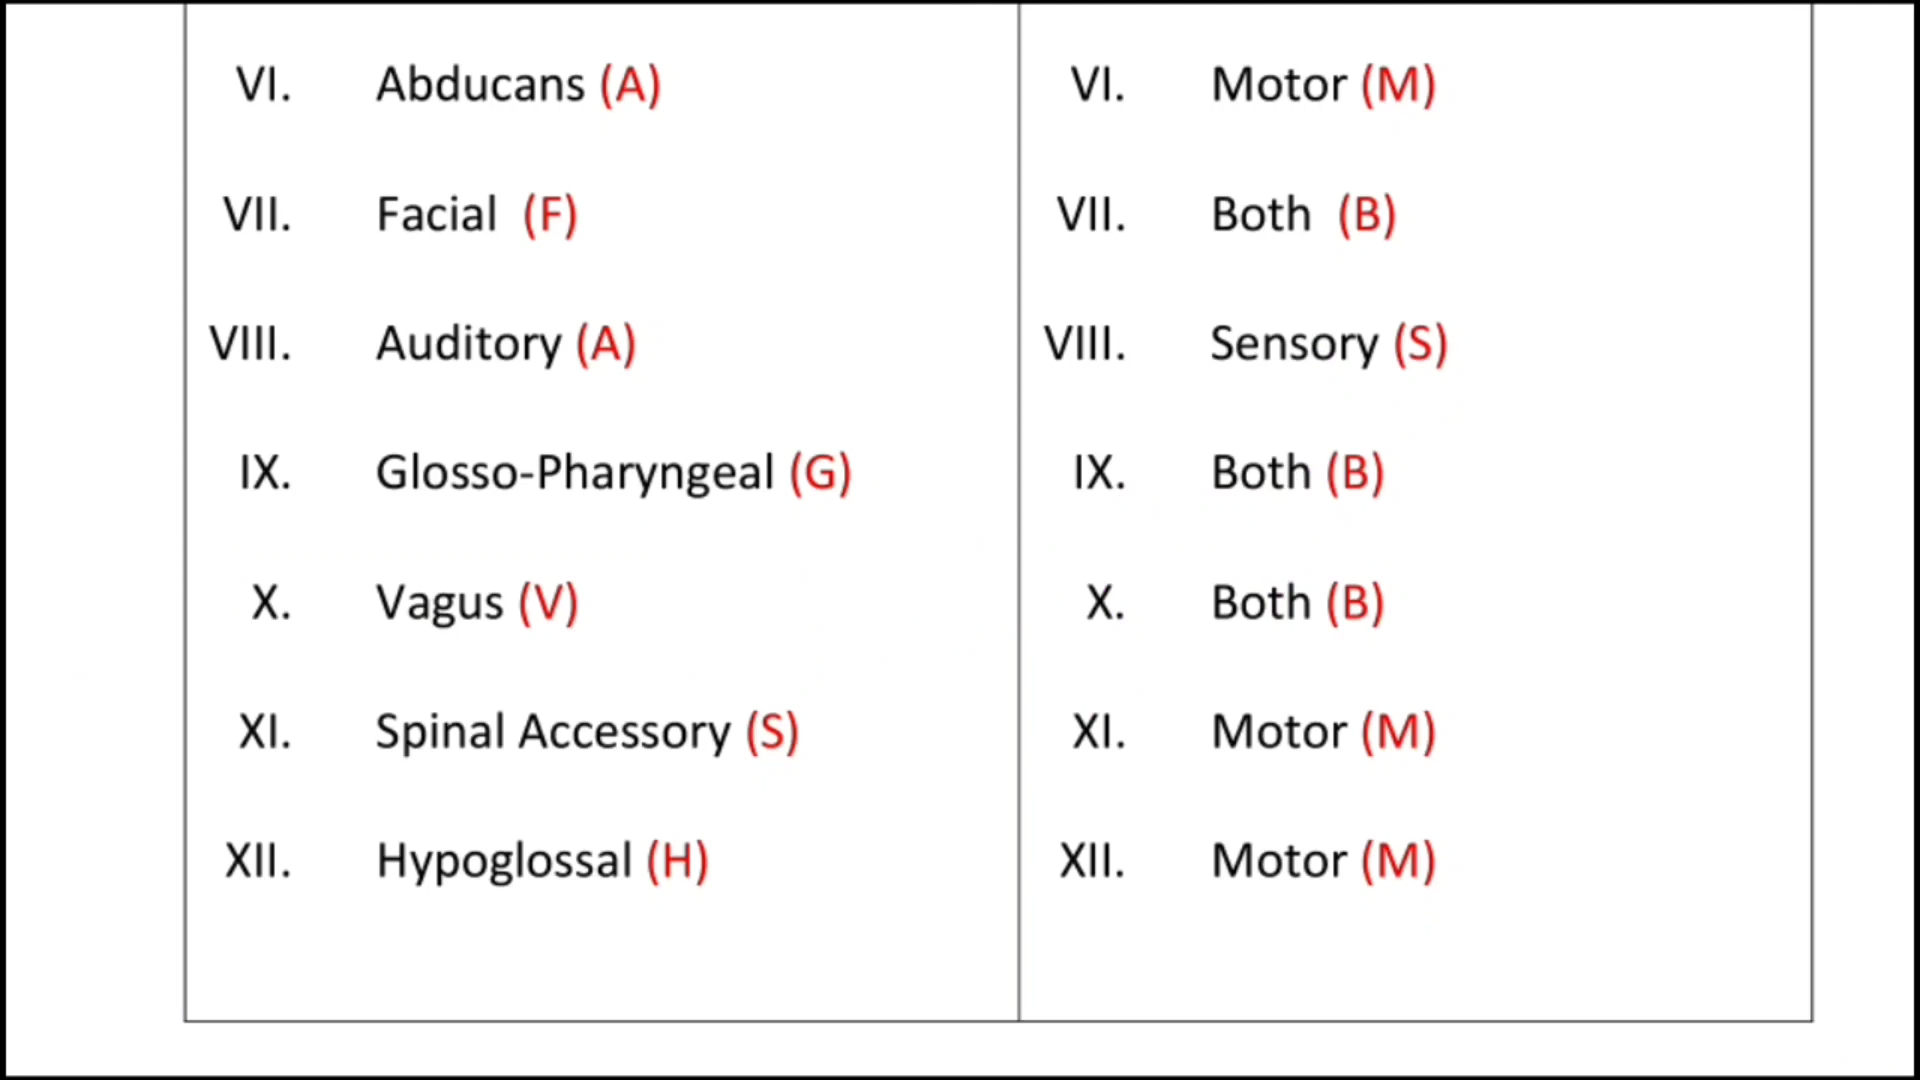 VI. Abducans (A)
VII. Facial (F)
VIII. Auditory (A)
IX. Glosso-Pharyngeal (G)
X. Vagus (V)
XI. Spinal Accessory (S)
XII. Hypoglossal (H)
VI. Motor (M)
VII. Both (B)
VIII. Sensory (S)
IX. Both (B)
X. Both (B)
XI. Motor (M)
XII. Motor (M)